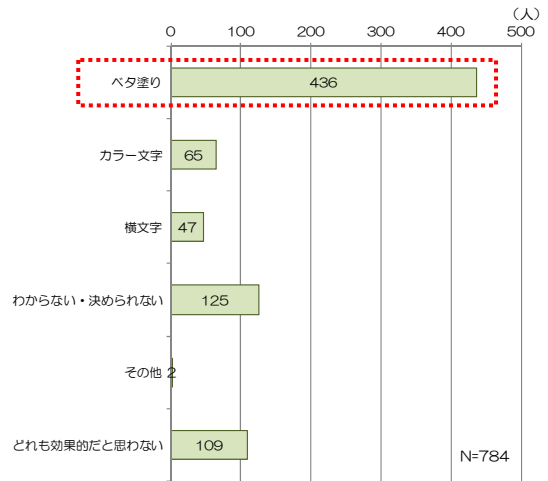 （人）
0 100 200 300 400 500
ベタ塗り 436
カラー文字 65
横文字 47
わからない・決められない 125
その他 2
どれも効果的だと思わない 109
N=784